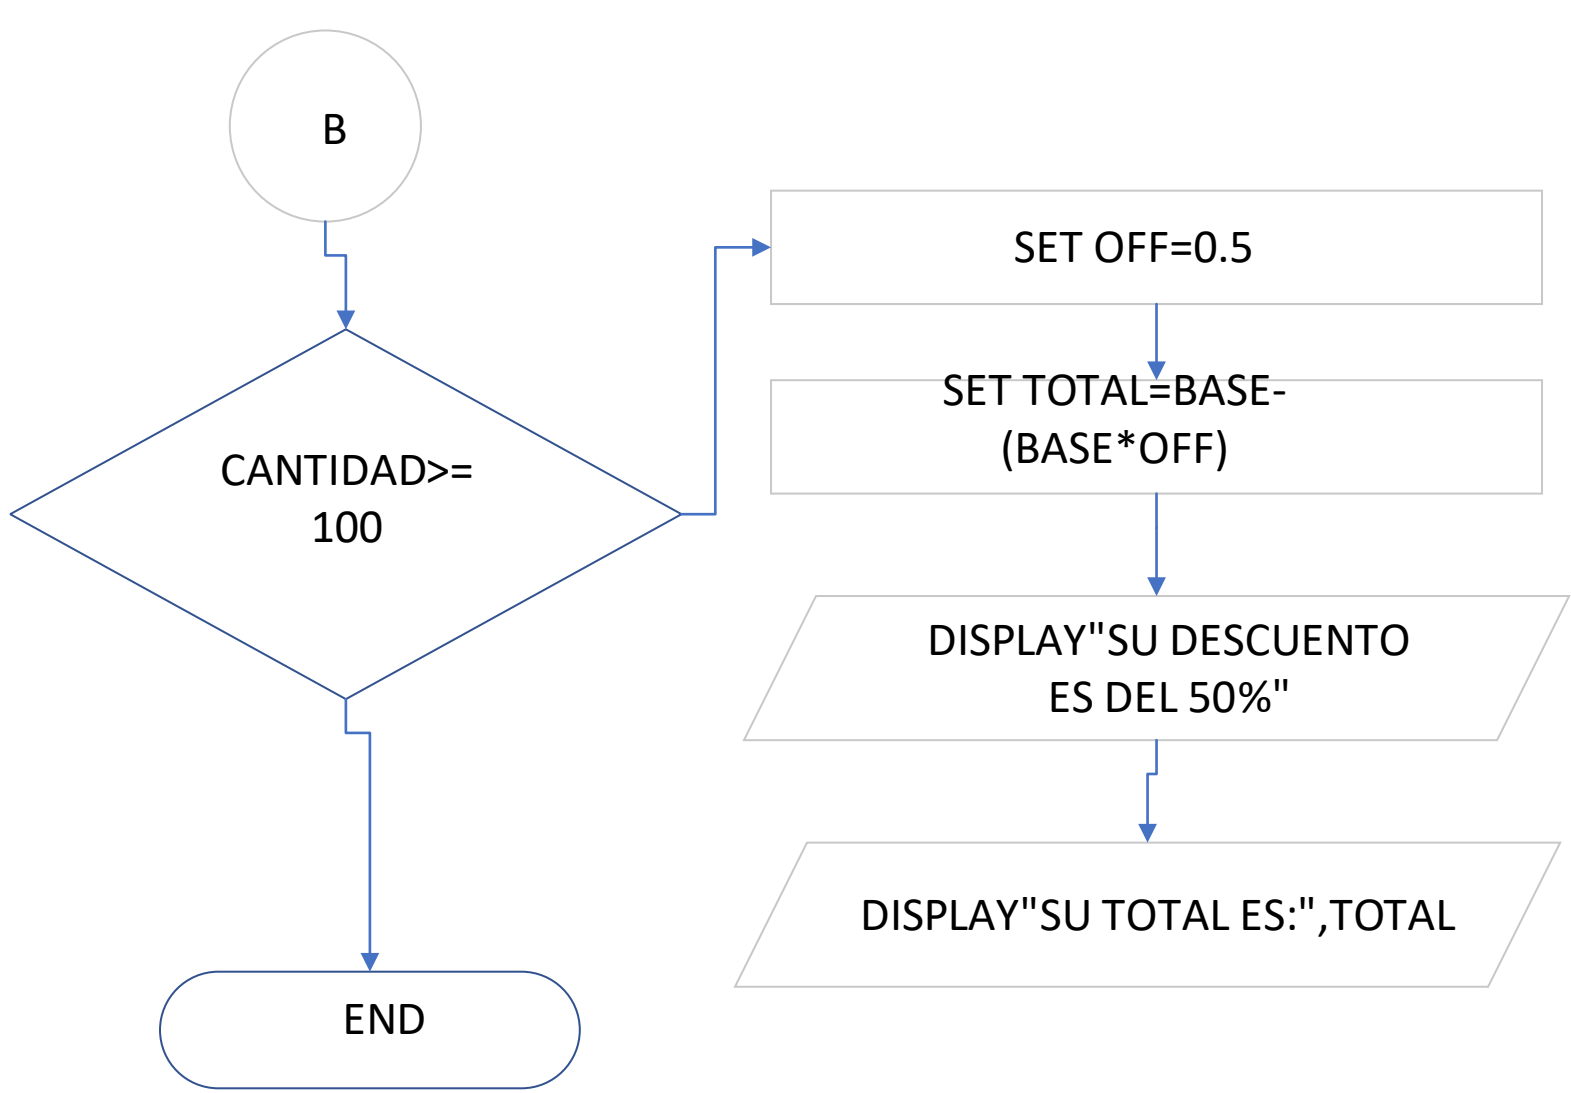 B
CANTIDAD>=
100
END
SET OFF=0.5
SET TOTAL=BASE-
(BASE*OFF)
DISPLAY"SU DESCUENTO
ES DEL 50%"
DISPLAY"SU TOTAL ES:",TOTAL